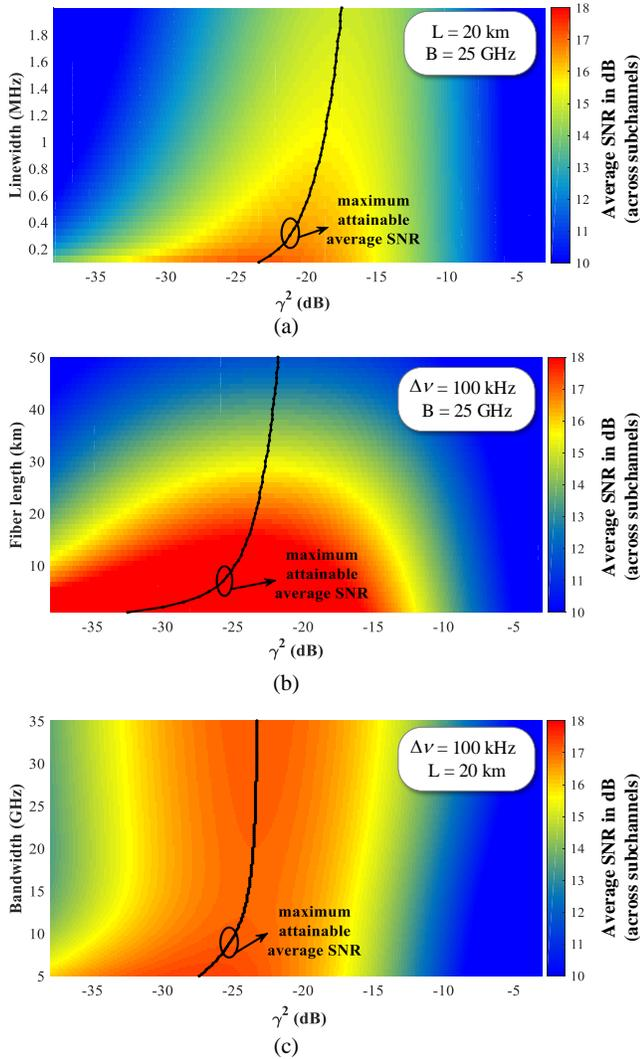 L = 20 km
B = 25 GHz
Linewidth (MHz)
1.8
1.6
1.4
1.2
1
0.8
0.6
0.4
0.2
maximum
attainable
average SNR
-35 -30 -25 -20 -15 -10 -5
γ² (dB)
18
17
16
15
14
13
12
11
10
Average SNR in dB
(across subchannels)
(a)
Δν = 100 kHz
B = 25 GHz
Fiber length (km)
50
40
30
20
10
maximum
attainable
average SNR
-35 -30 -25 -20 -15 -10 -5
γ² (dB)
18
17
16
15
14
13
12
11
10
Average SNR in dB
(across subchannels)
(b)
Δν = 100 kHz
L = 20 km
Bandwidth (GHz)
35
30
25
20
15
10
5
maximum
attainable
average SNR
-35 -30 -25 -20 -15 -10 -5
γ² (dB)
18
17
16
15
14
13
12
11
10
Average SNR in dB
(across subchannels)
(c)